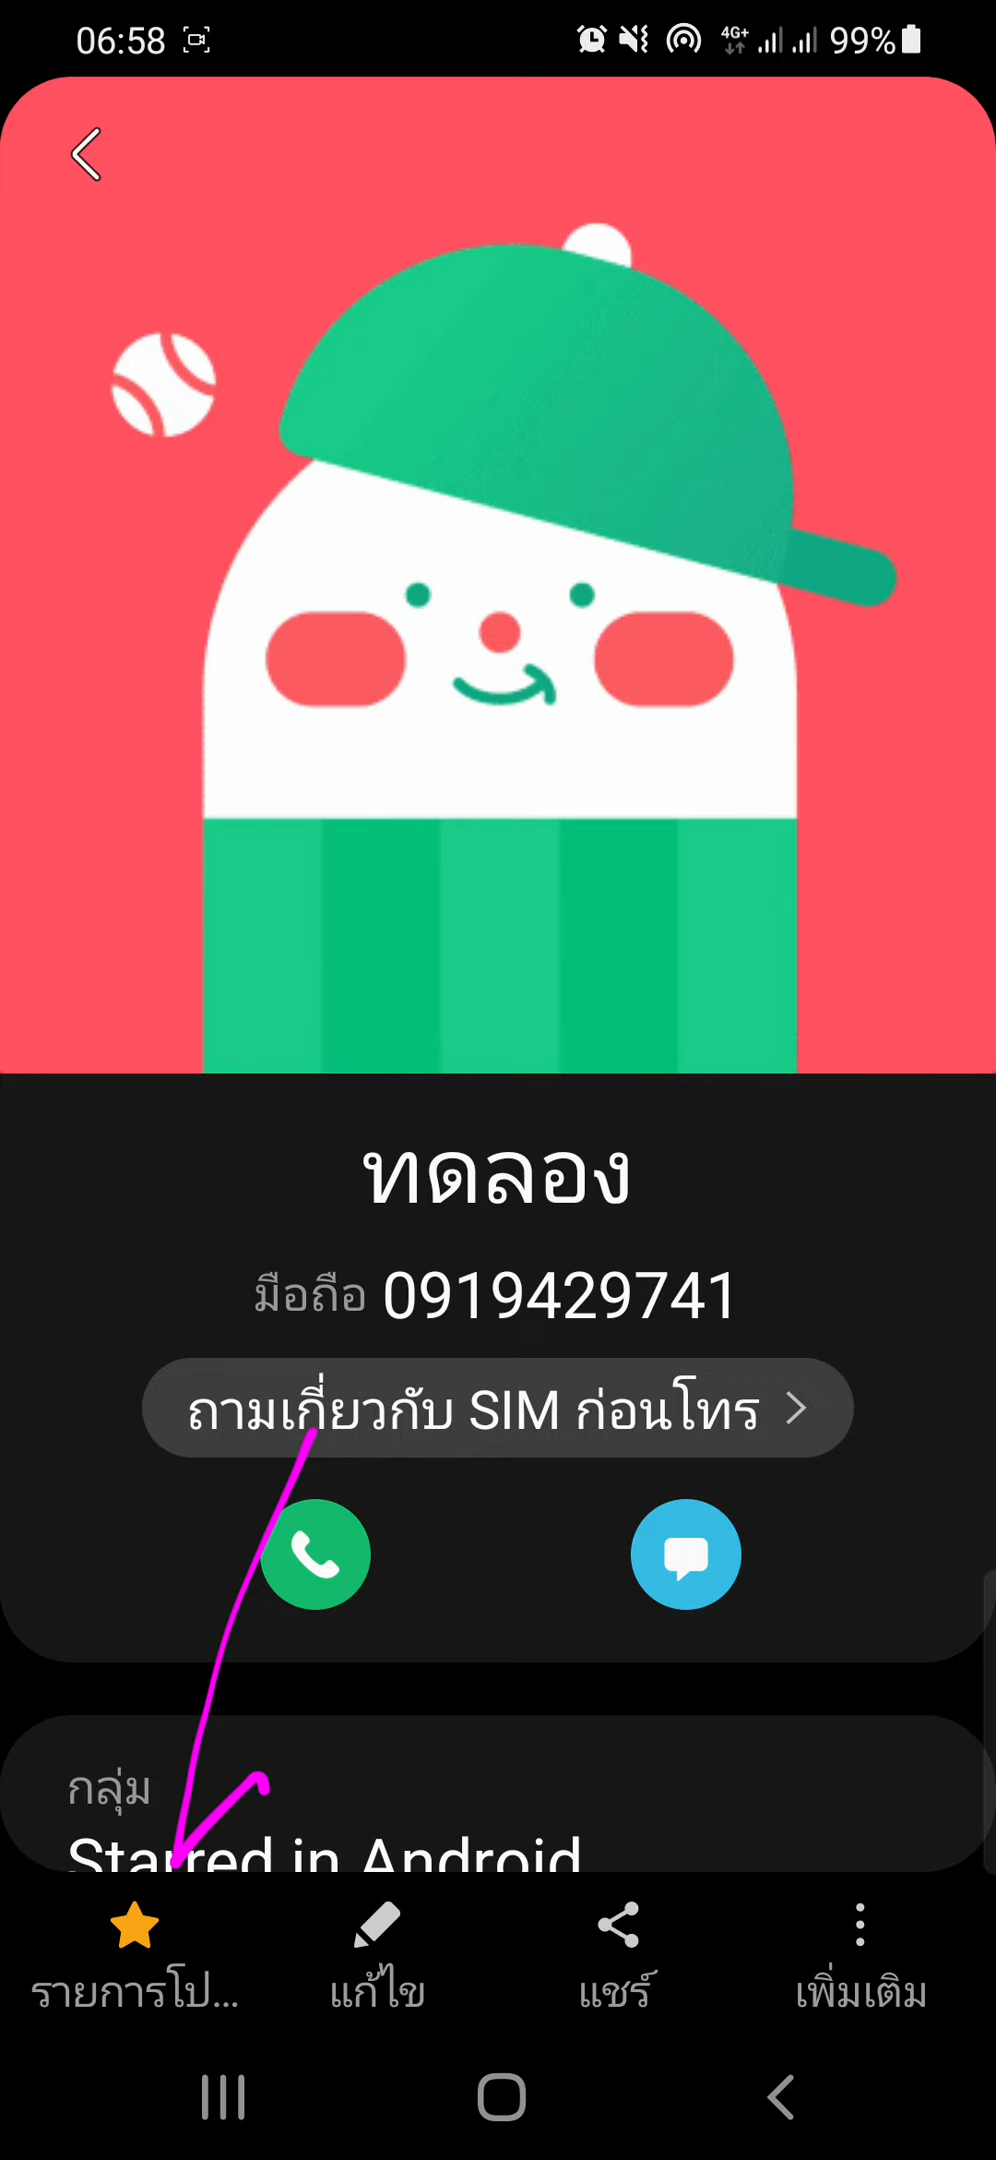 06:58 4G+ 99%
ทดลอง
มือถือ 0919429741
ถามเกี่ยวกับ SIM ก่อนโทร
กลุ่ม
Starred in Android
รายการโป...
แก้ไข
แชร์
เพิ่มเติม